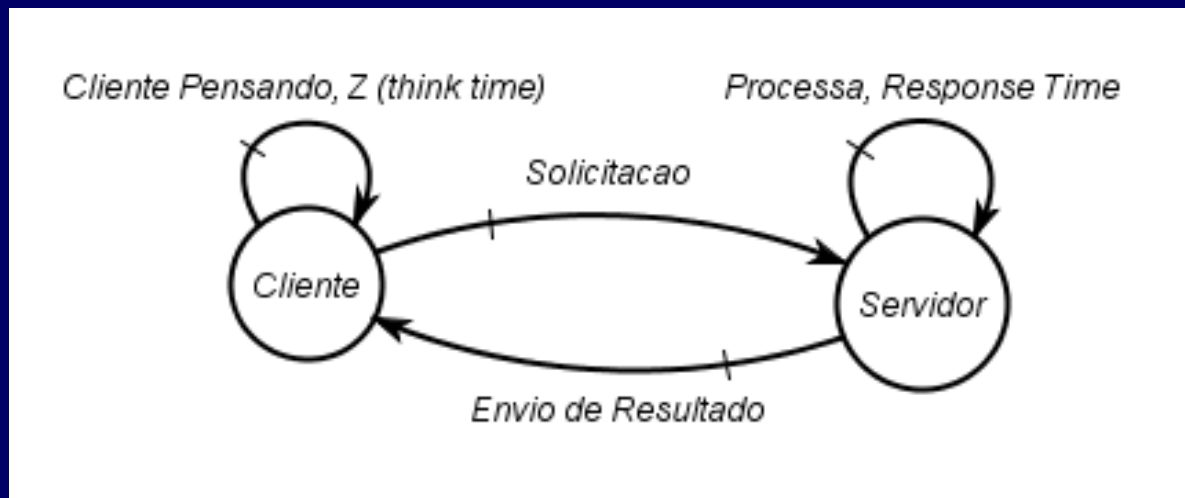 Cliente Pensando, Z (think time)
Processa, Response Time
Solicitacao
Cliente
Servidor
Envio de Resultado